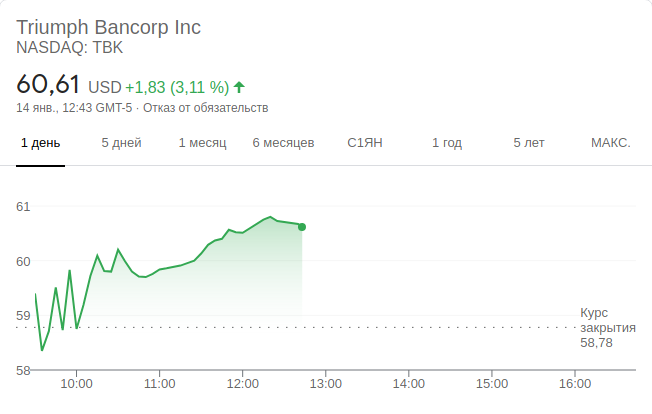 Triumph Bancorp Inc
NASDAQ: TBK
60,61 USD +1,83 (3,11 %)
14 янв., 12:43 GMT-5 · Отказ от обязательств
1 день 5 дней 1 месяц 6 месяцев С1ЯН 1 год 5 лет МАКС.
61
60
59
58
Курс
закрытия
58,78
10:00 11:00 12:00 13:00 14:00 15:00 16:00